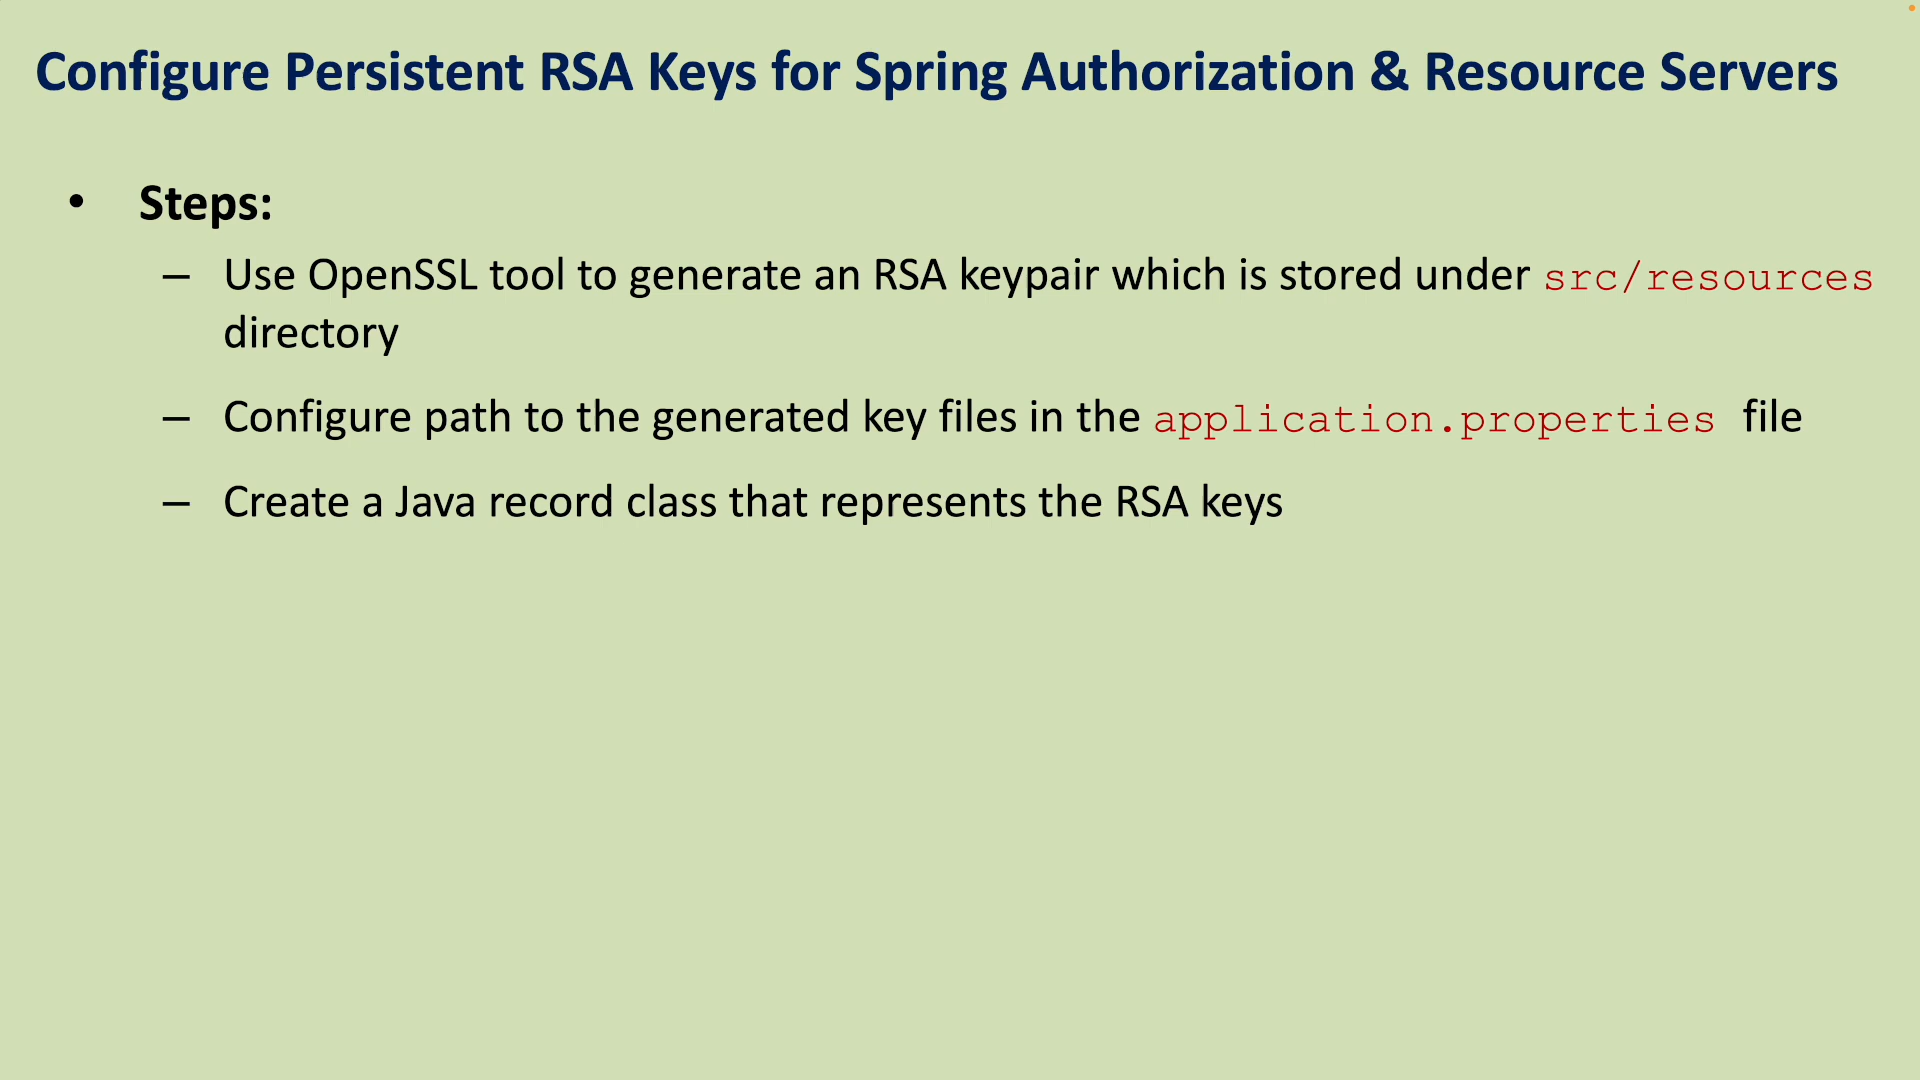 Configure Persistent RSA Keys for Spring Authorization & Resource Servers
• Steps:
– Use OpenSSL tool to generate an RSA keypair which is stored under src/resources
directory
– Configure path to the generated key files in the application.properties file
– Create a Java record class that represents the RSA keys